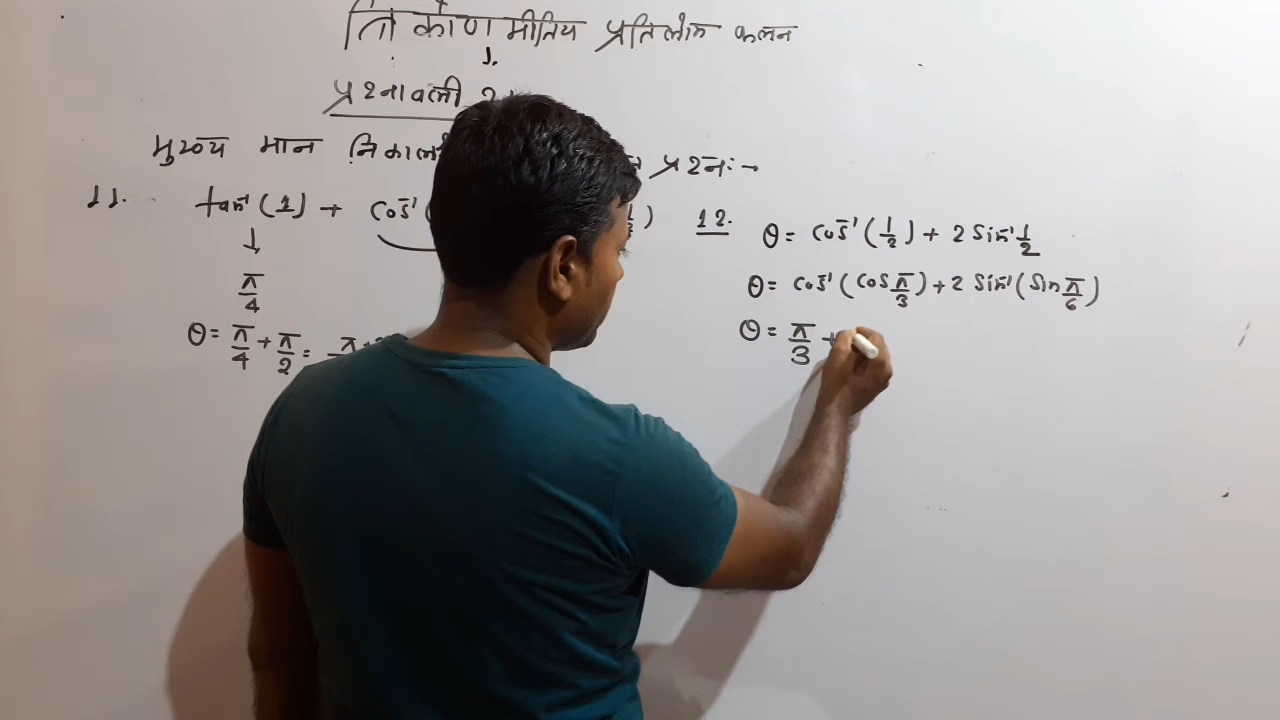 त्रिकोणमीतिय प्रतिलोम फलन
प्रश्नावली
मुख्य मान प्रश्न:→
11. tan⁻¹(1) + cos⁻¹(
↓
π/4
θ = π/4 + π/2 =
12. θ = cos⁻¹(1/2) + 2 sin⁻¹ 1/2
θ = cos⁻¹(cos π/3) + 2 sin⁻¹(sin π/6)
θ = π/3 +